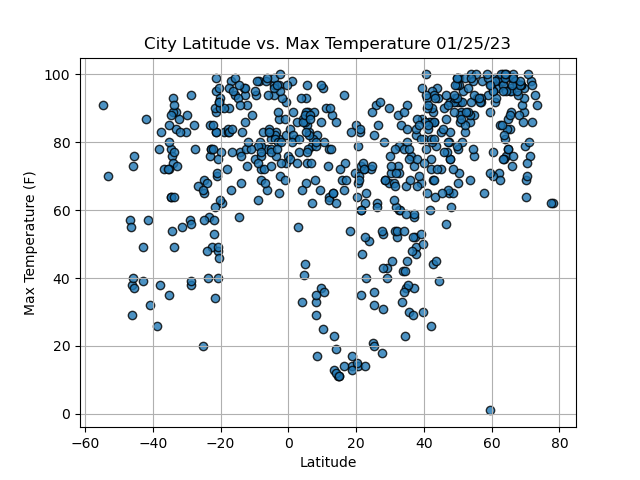 City Latitude vs. Max Temperature 01/25/23
100
80
60
40
20
0
Max Temperature (F)
−60 −40 −20 0 20 40 60 80
Latitude